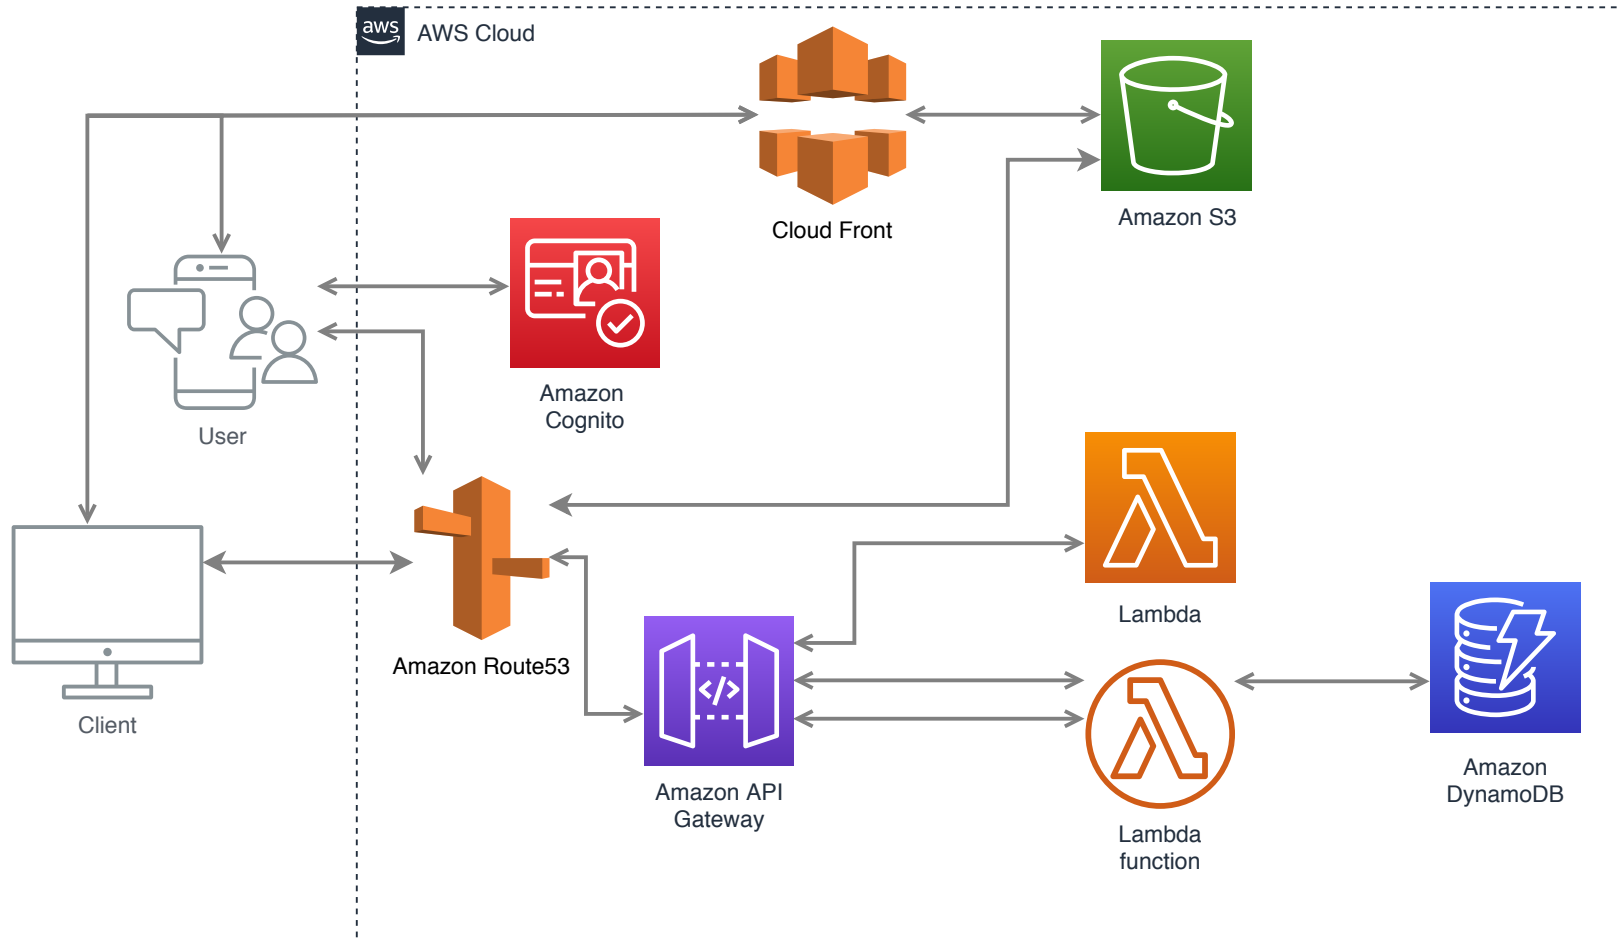 aws
AWS Cloud
Cloud Front
Amazon S3
Amazon
Cognito
User
Lambda
Amazon Route53
Client
</>
Amazon API
Gateway
Amazon
DynamoDB
Lambda
function